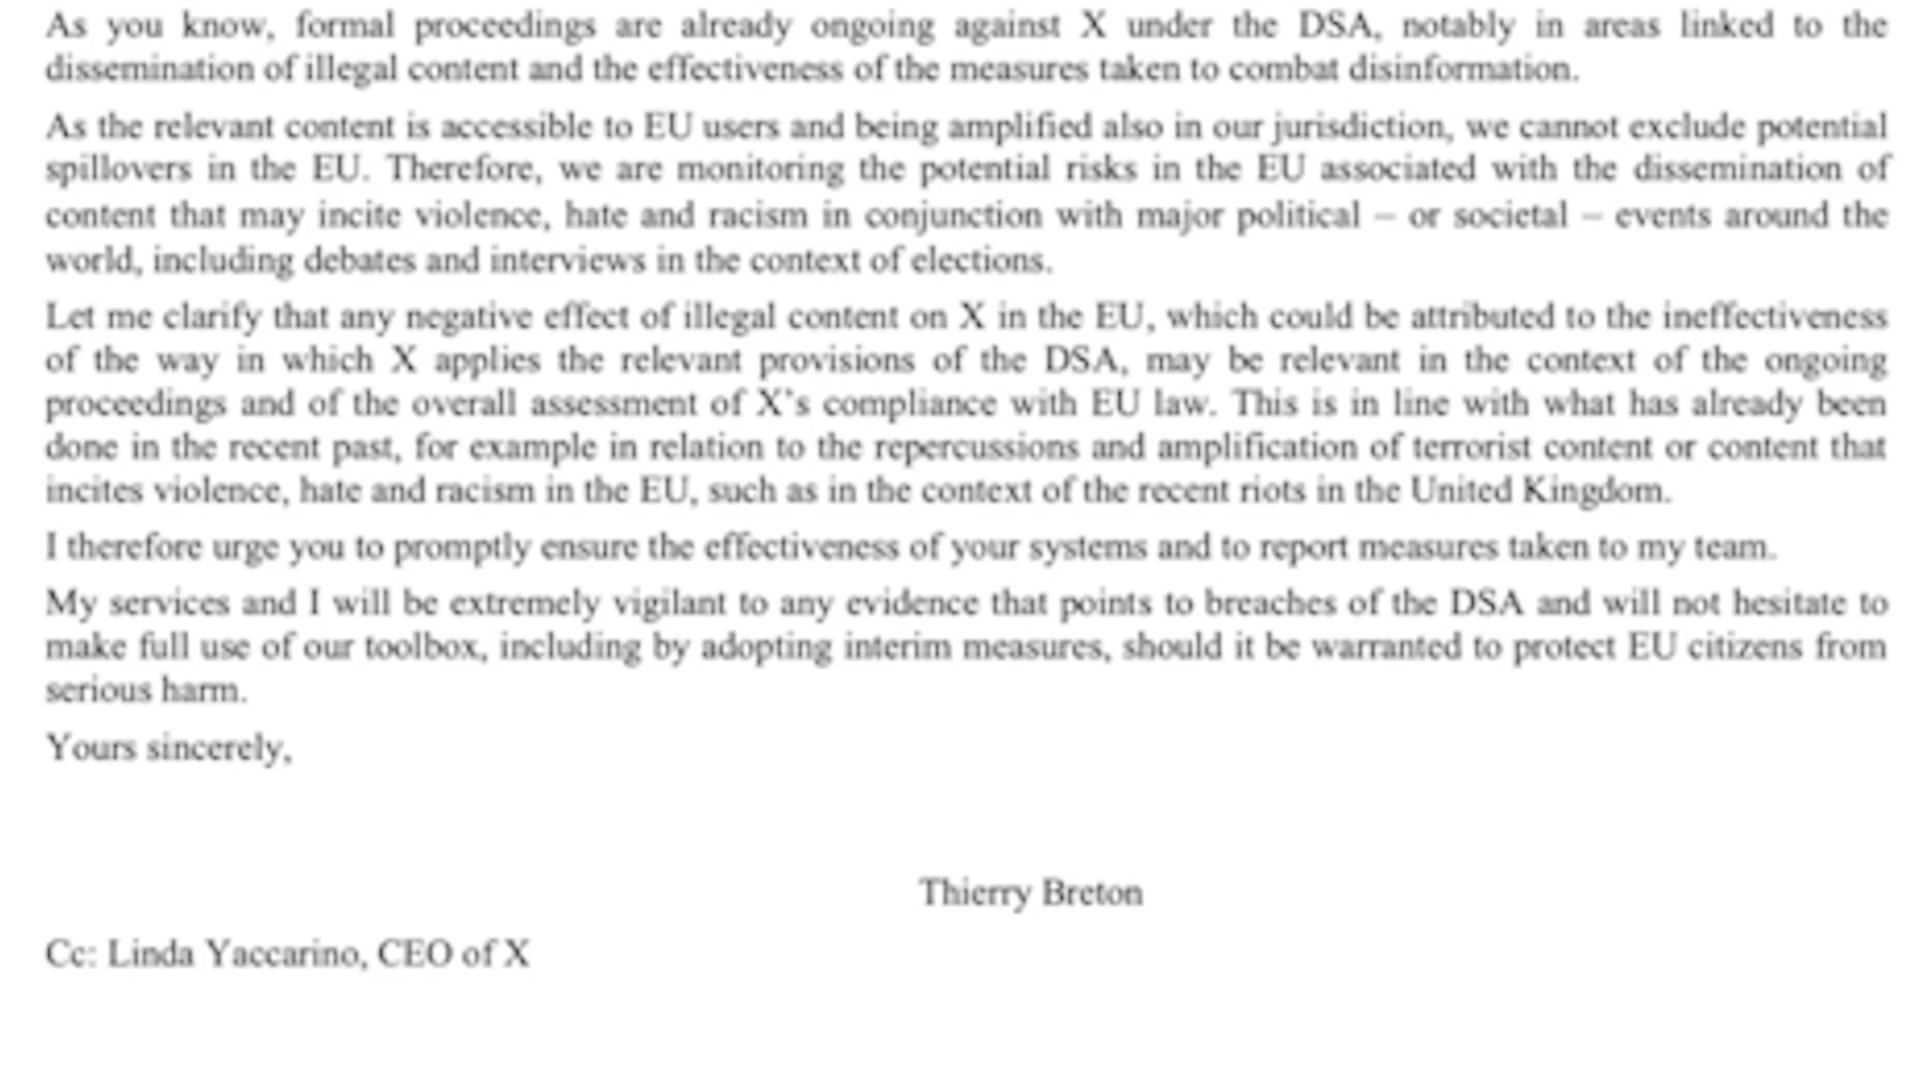 As you know, formal proceedings are already ongoing against X under the DSA, notably in areas linked to the
dissemination of illegal content and the effectiveness of the measures taken to combat disinformation.
As the relevant content is accessible to EU users and being amplified also in our jurisdiction, we cannot exclude potential
spillovers in the EU. Therefore, we are monitoring the potential risks in the EU associated with the dissemination of
content that may incite violence, hate and racism in conjunction with major political – or societal – events around the
world, including debates and interviews in the context of elections.
Let me clarify that any negative effect of illegal content on X in the EU, which could be attributed to the ineffectiveness
of the way in which X applies the relevant provisions of the DSA, may be relevant in the context of the ongoing
proceedings and of the overall assessment of X's compliance with EU law. This is in line with what has already been
done in the recent past, for example in relation to the repercussions and amplification of terrorist content or content that
incites violence, hate and racism in the EU, such as in the context of the recent riots in the United Kingdom.
I therefore urge you to promptly ensure the effectiveness of your systems and to report measures taken to my team.
My services and I will be extremely vigilant to any evidence that points to breaches of the DSA and will not hesitate to
make full use of our toolbox, including by adopting interim measures, should it be warranted to protect EU citizens from
serious harm.
Yours sincerely,
Thierry Breton
Cc: Linda Yaccarino, CEO of X